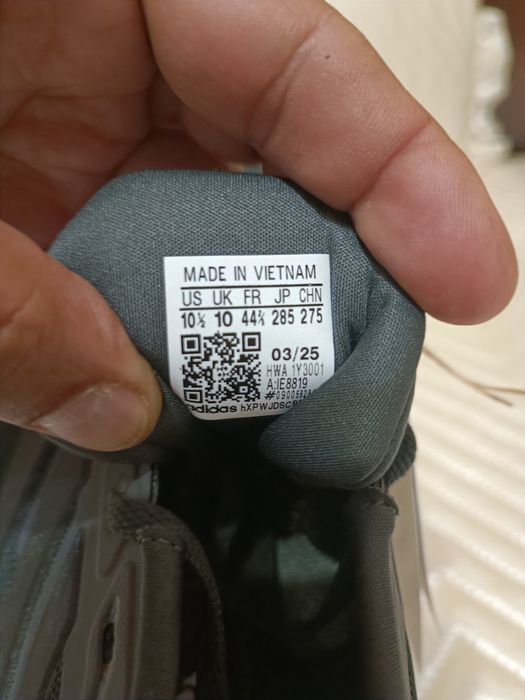 MADE IN VIETNAM
US UK FR JP CHN
10½ 10 44⅔ 285 275
03/25
HWA 1Y3001
A:IE8819
adidas